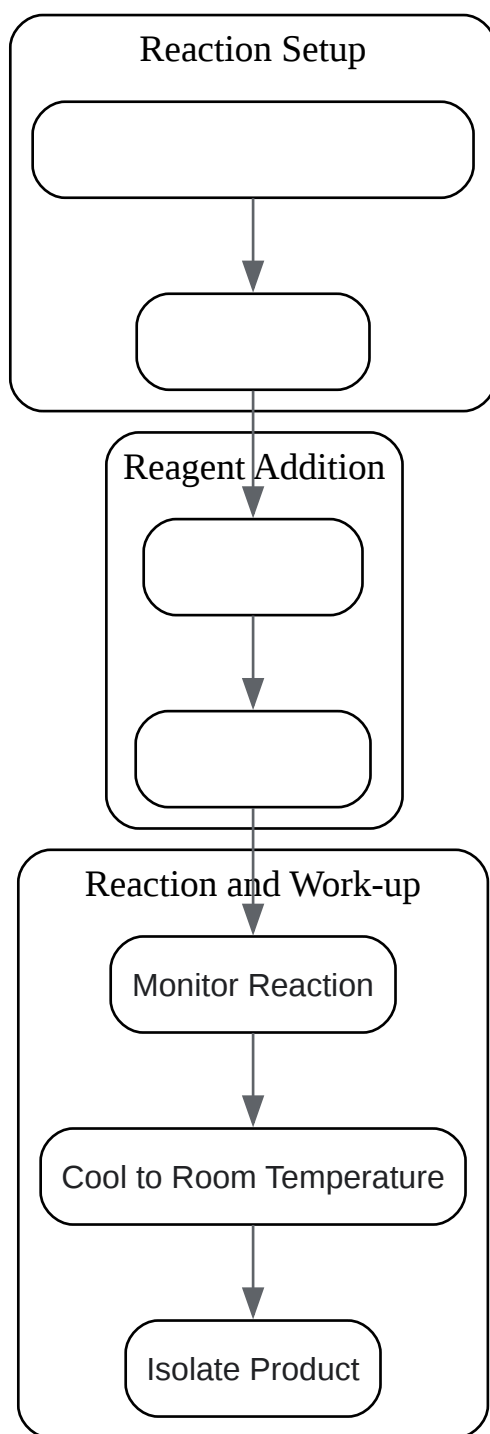 Reaction Setup
Reagent Addition
Reaction and Work-up
Monitor Reaction
Cool to Room Temperature
Isolate Product